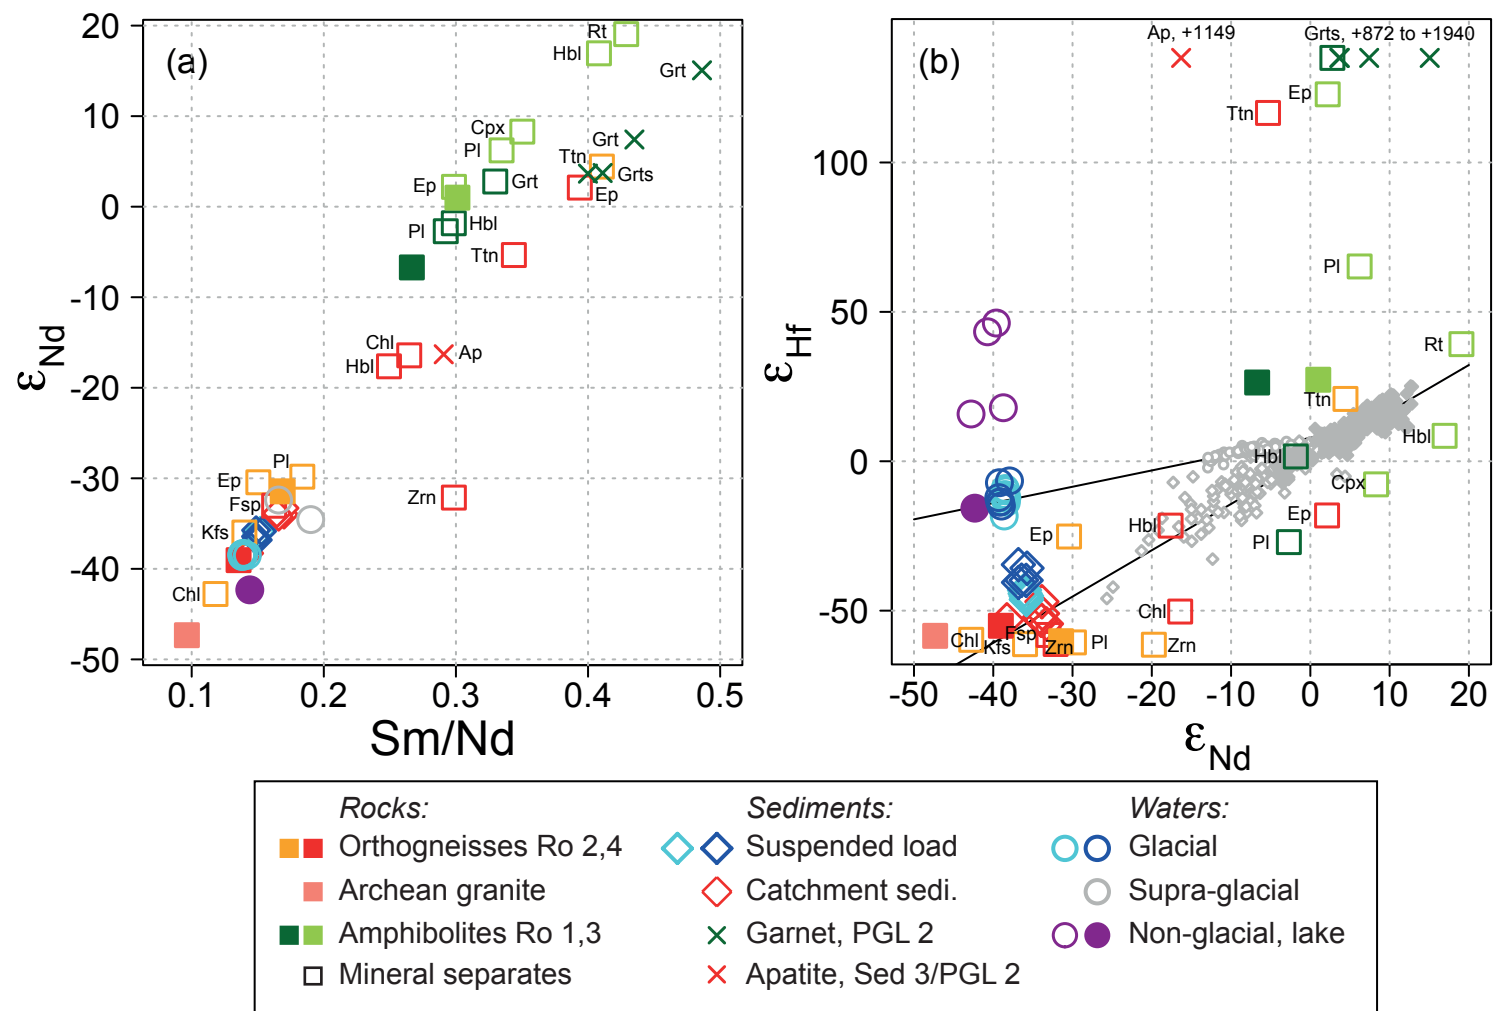 (a)
20
10
0
-10
-20
-30
-40
-50
εNd
0.1 0.2 0.3 0.4 0.5
Sm/Nd
Rt
Hbl
Grt
Cpx
Pl
Grt
Ttn
Grts
Ep
Grt
Ep
Hbl
Pl
Ttn
Chl
Ap
Hbl
Pl
Ep
Zrn
Fsp
Kfs
Chl
(b)
100
50
0
-50
εHf
-50 -40 -30 -20 -10 0 10 20
εNd
Ap, +1149
Grts, +872 to +1940
Ep
Ttn
Pl
Rt
Ttn
Hbl
Hbl
Cpx
Ep
Hbl
Ep
Pl
Chl
Fsp
Chl
Kfs
Zrn
Pl
Zrn
Rocks:
Orthogneisses Ro 2,4
Archean granite
Amphibolites Ro 1,3
Mineral separates
Sediments:
Suspended load
Catchment sedi.
Garnet, PGL 2
Apatite, Sed 3/PGL 2
Waters:
Glacial
Supra-glacial
Non-glacial, lake